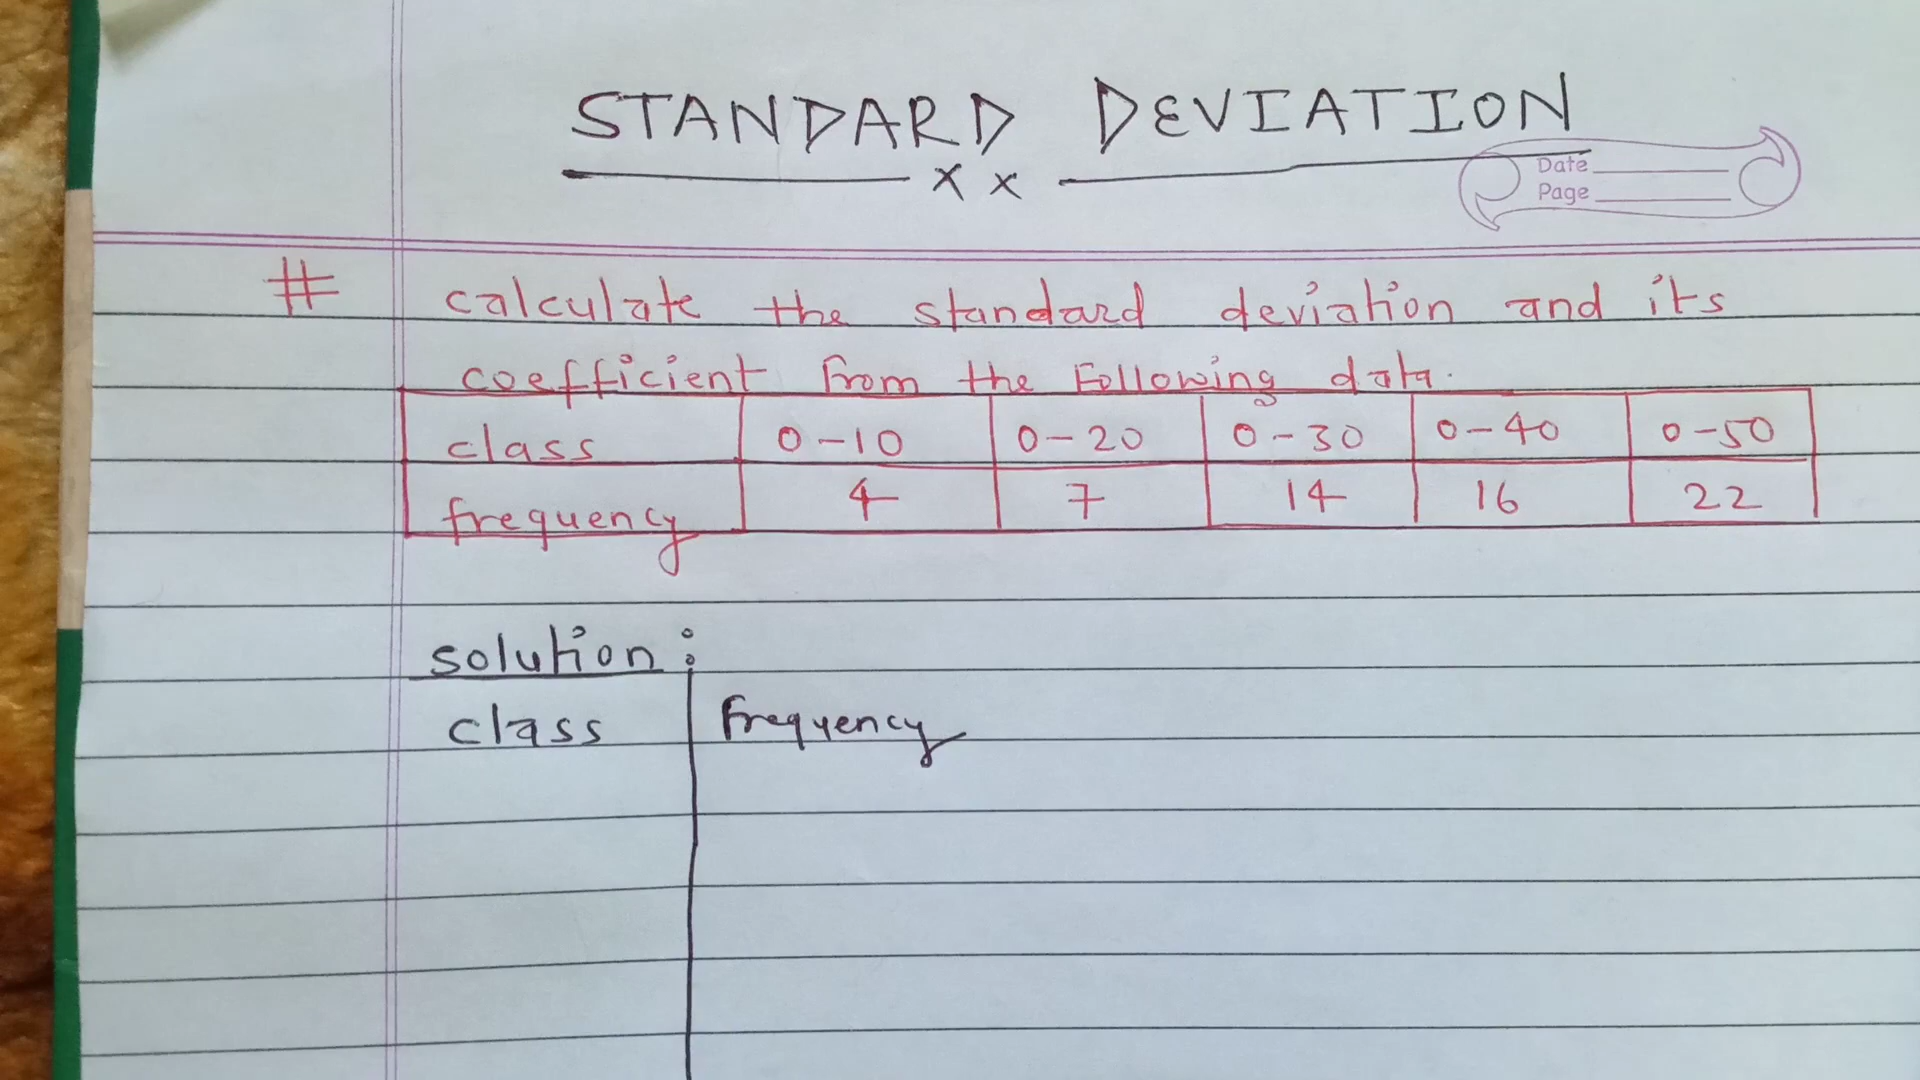 STANDARD DEVIATION
x x
Date
Page
# calculate the standard deviation and its
coefficient from the following data.
class 0-10 0-20 0-30 0-40 0-50
frequency 4 7 14 16 22
solution:
class frequency